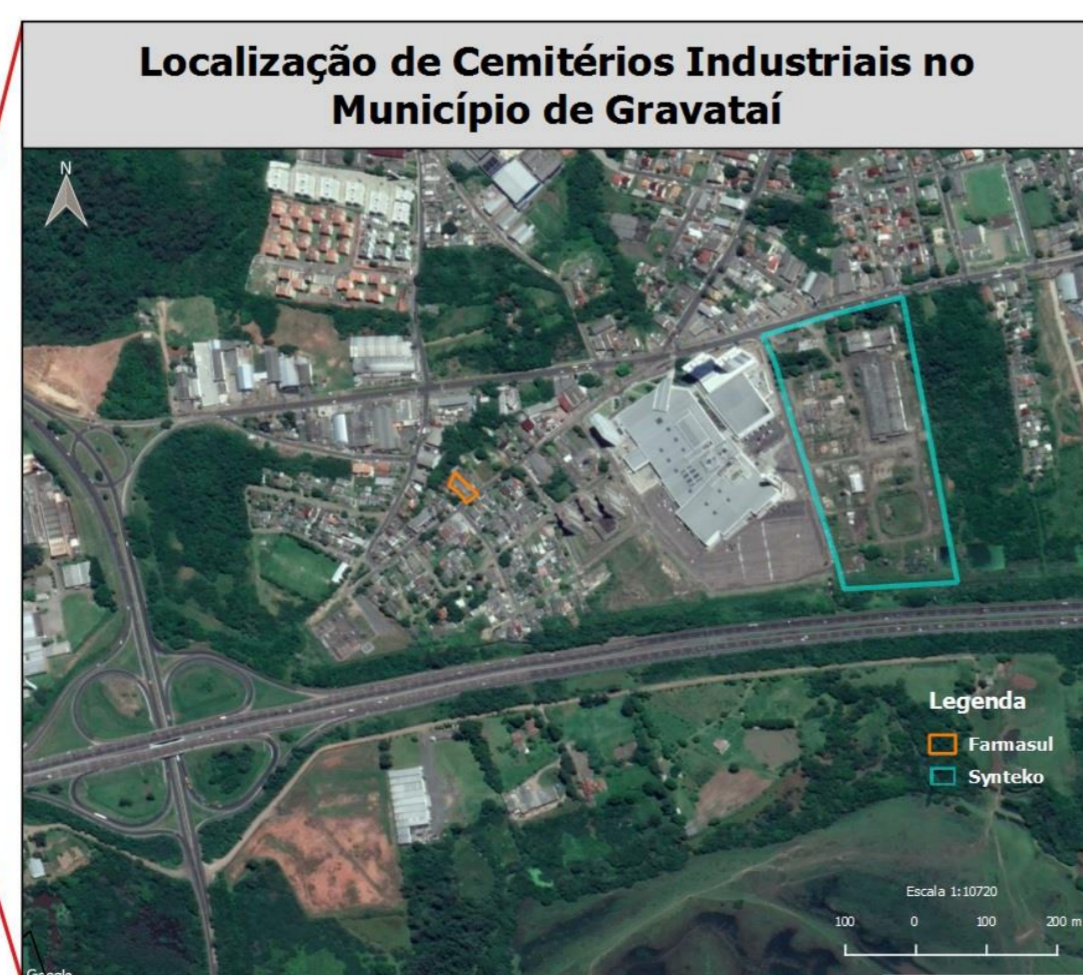 Localização de Cemitérios Industriais no
Município de Gravataí
N
Legenda
Farmasul
Synteko
Escala 1:10720
100 0 100 200 m
Google